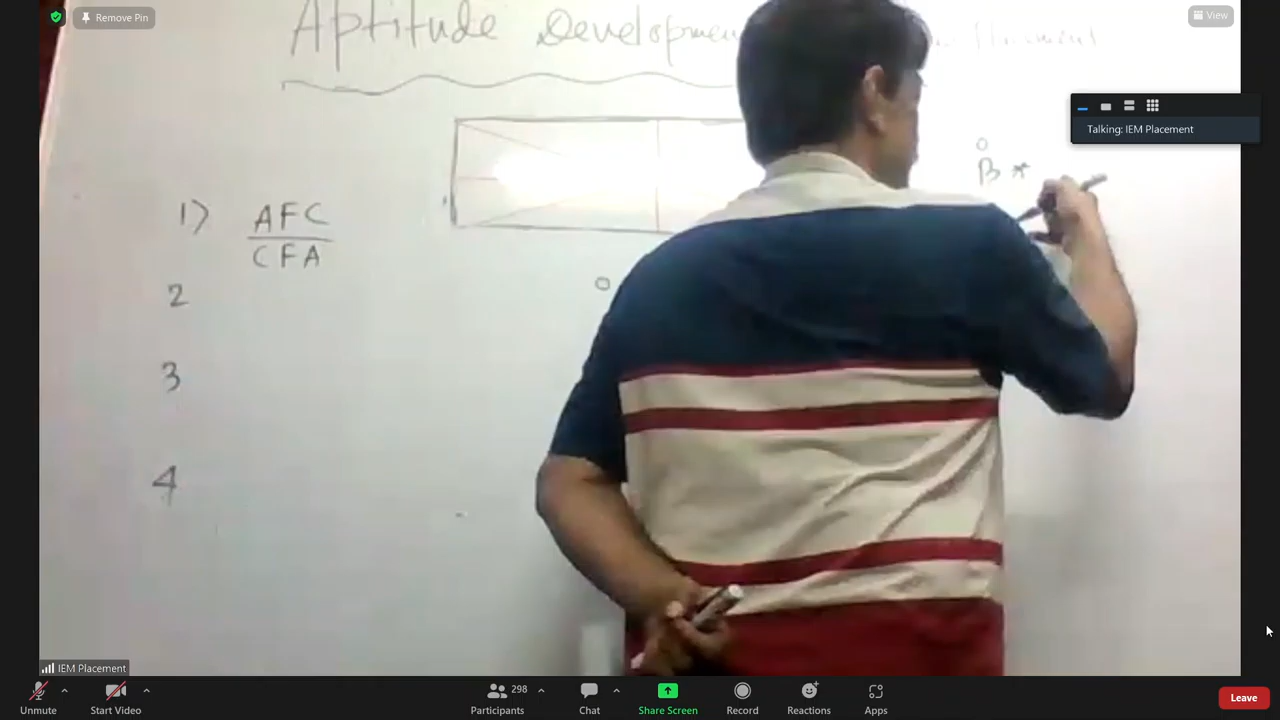 Remove Pin
View
Aptitude Developmen
Talking: IEM Placement
B *
1) AFC
CFA
2
3
4
IEM Placement
298
Unmute
Start Video
Participants
Chat
Share Screen
Record
Reactions
Apps
Leave